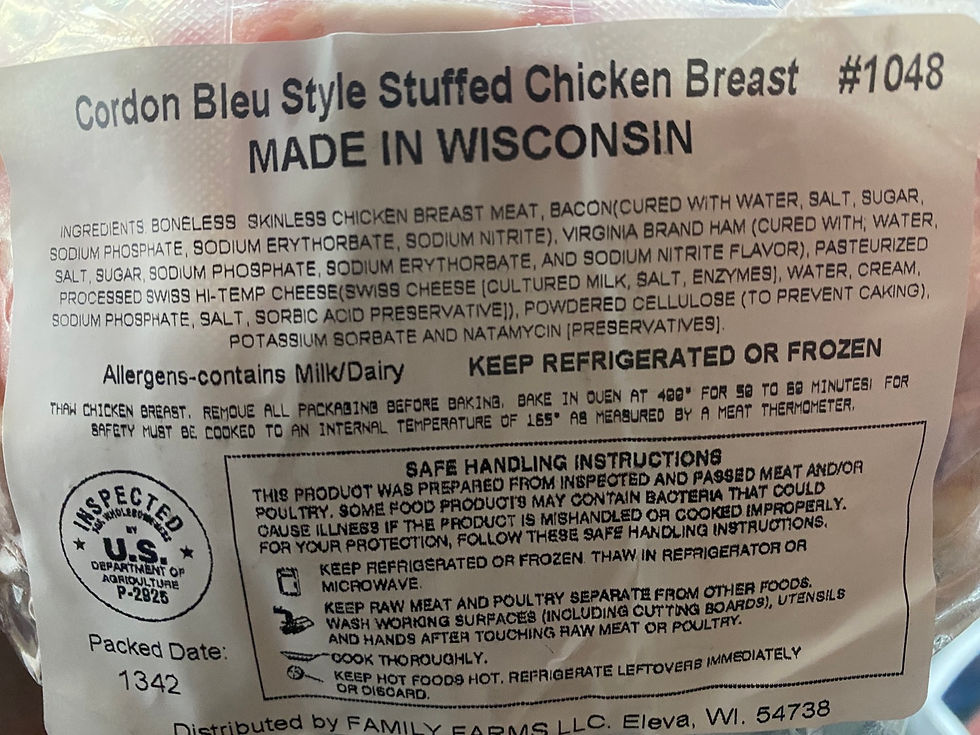 Cordon Bleu Style Stuffed Chicken Breast #1048
MADE IN WISCONSIN
INGREDIENTS BONELESS SKINLESS CHICKEN BREAST MEAT, BACON(CURED WITH WATER, SALT, SUGAR,
SODIUM PHOSPHATE, SODIUM ERYTHORBATE, SODIUM NITRITE), VIRGINIA BRAND HAM (CURED WITH; WATER,
SALT, SUGAR, SODIUM PHOSPHATE, SODIUM ERYTHORBATE, AND SODIUM NITRITE FLAVOR), PASTEURIZED
PROCESSED SWISS HI-TEMP CHEESE(SWISS CHEESE [CULTURED MILK, SALT, ENZYMES], WATER, CREAM,
SODIUM PHOSPHATE, SALT, SORBIC ACID PRESERVATIVE]), POWDERED CELLULOSE (TO PREVENT CAKING),
POTASSIUM SORBATE AND NATAMYCIN [PRESERVATIVES].
Allergens-contains Milk/Dairy KEEP REFRIGERATED OR FROZEN
THAW CHICKEN BREAST. REMOVE ALL PACKAGING BEFORE BAKING. BAKE IN OVEN AT 400° FOR 50 TO 60 MINUTES! FOR
SAFETY MUST BE COOKED TO AN INTERNAL TEMPERATURE OF 165° AS MEASURED BY A MEAT THERMOMETER.
SAFE HANDLING INSTRUCTIONS
THIS PRODUCT WAS PREPARED FROM INSPECTED AND PASSED MEAT AND/OR
POULTRY. SOME FOOD PRODUCTS MAY CONTAIN BACTERIA THAT COULD
CAUSE ILLNESS IF THE PRODUCT IS MISHANDLED OR COOKED IMPROPERLY.
FOR YOUR PROTECTION, FOLLOW THESE SAFE HANDLING INSTRUCTIONS.
KEEP REFRIGERATED OR FROZEN. THAW IN REFRIGERATOR OR
MICROWAVE.
KEEP RAW MEAT AND POULTRY SEPARATE FROM OTHER FOODS.
WASH WORKING SURFACES (INCLUDING CUTTING BOARDS), UTENSILS
AND HANDS AFTER TOUCHING RAW MEAT OR POULTRY.
COOK THOROUGHLY.
KEEP HOT FOODS HOT. REFRIGERATE LEFTOVERS IMMEDIATELY
OR DISCARD.
INSPECTED
FOR WHOLESOMENESS
BY
U.S.
DEPARTMENT OF
AGRICULTURE
P-2925
Packed Date:
1342
Distributed by FAMILY FARMS LLC. Eleva, WI. 54738